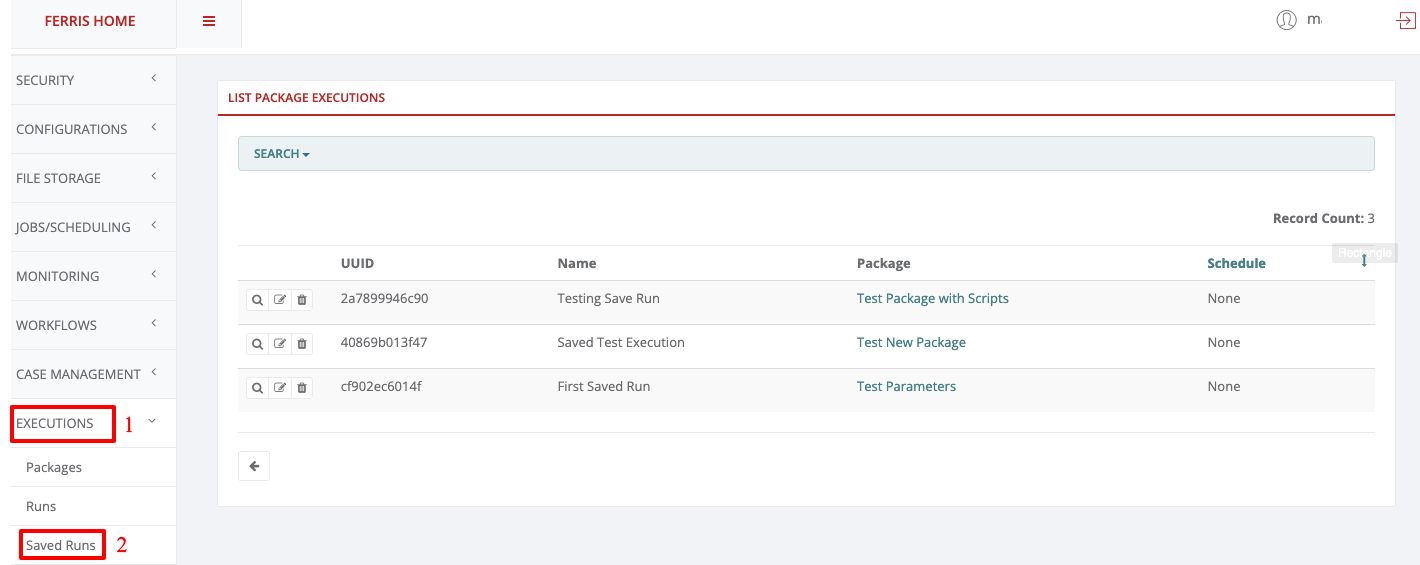 FERRIS HOME
SECURITY
CONFIGURATIONS
FILE STORAGE
JOBS/SCHEDULING
MONITORING
WORKFLOWS
CASE MANAGEMENT
EXECUTIONS 1
Packages
Runs
Saved Runs 2
LIST PACKAGE EXECUTIONS
SEARCH
Record Count: 3
Rectangle
UUID Name Package Schedule
2a7899946c90 Testing Save Run Test Package with Scripts None
40869b013f47 Saved Test Execution Test New Package None
cf902ec6014f First Saved Run Test Parameters None